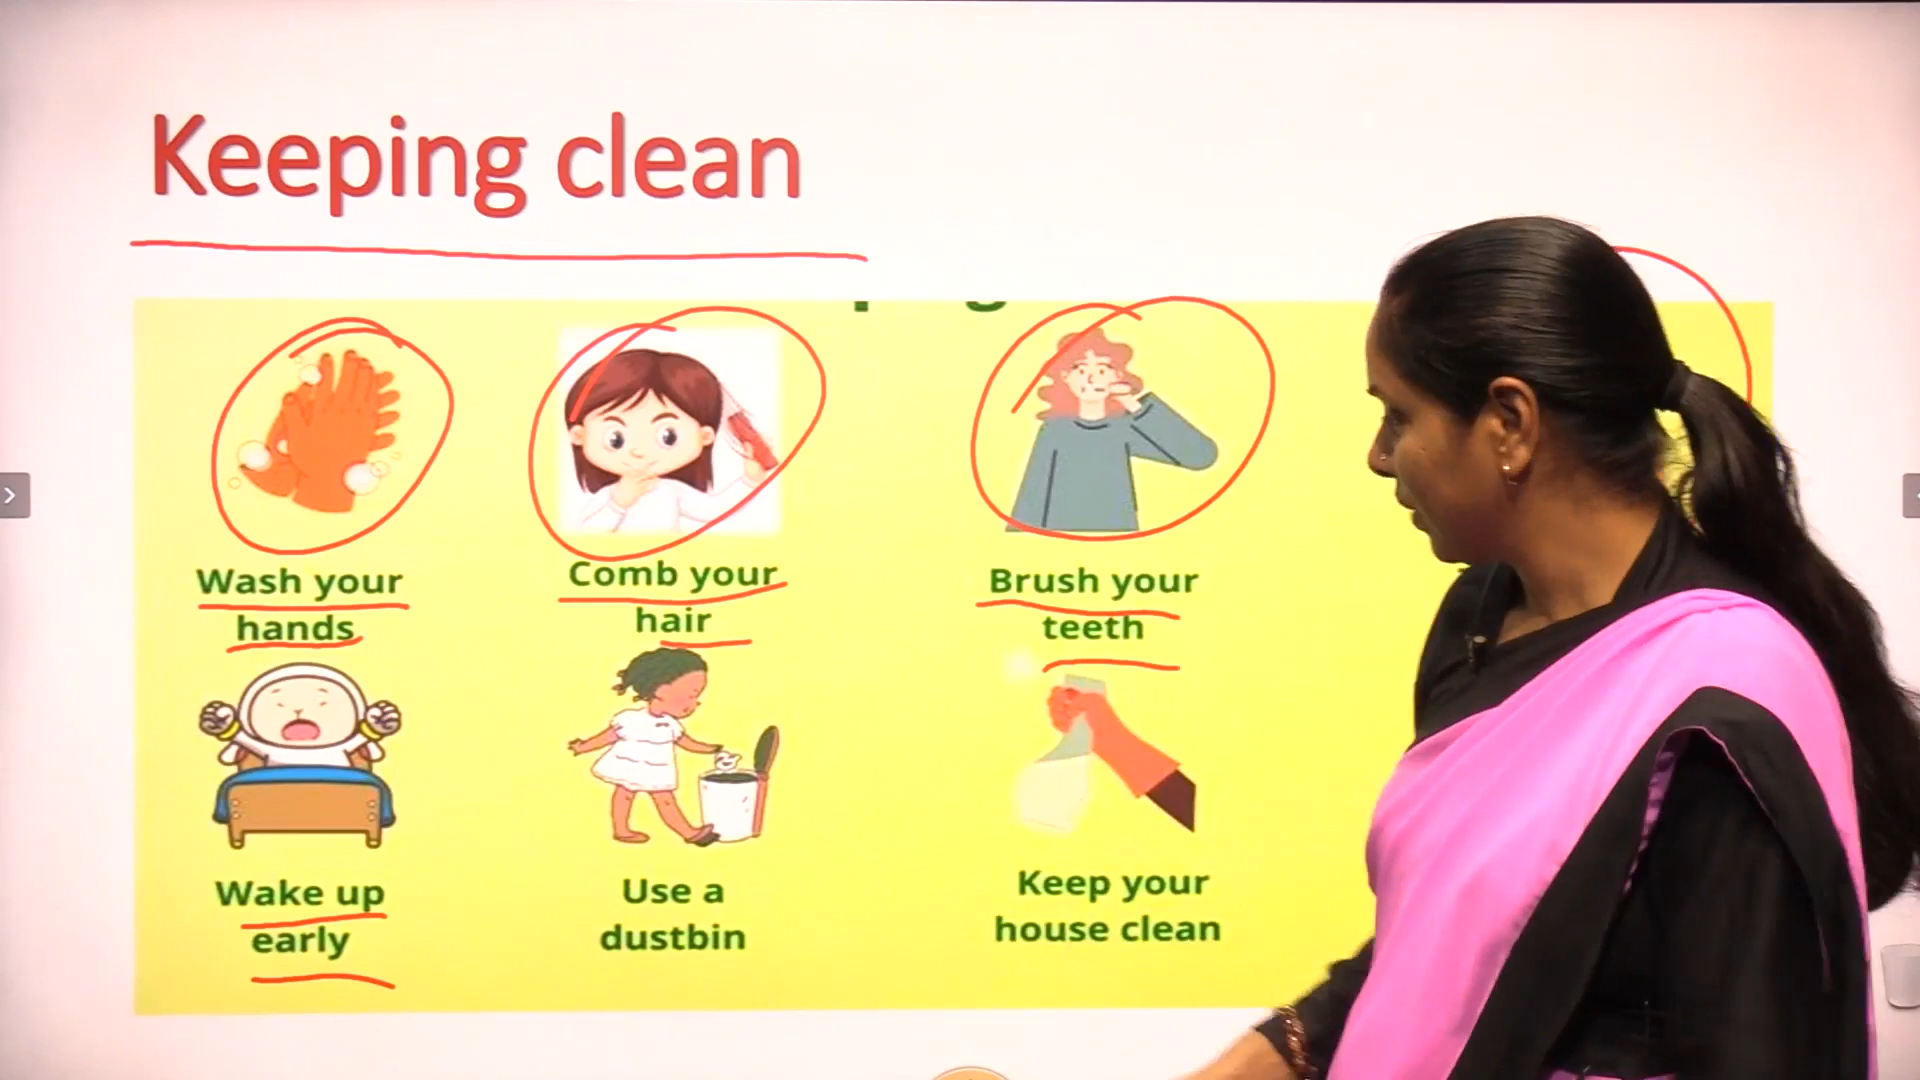 Keeping clean
Wash your
hands
Comb your
hair
Brush your
teeth
Wake up
early
Use a
dustbin
Keep your
house clean